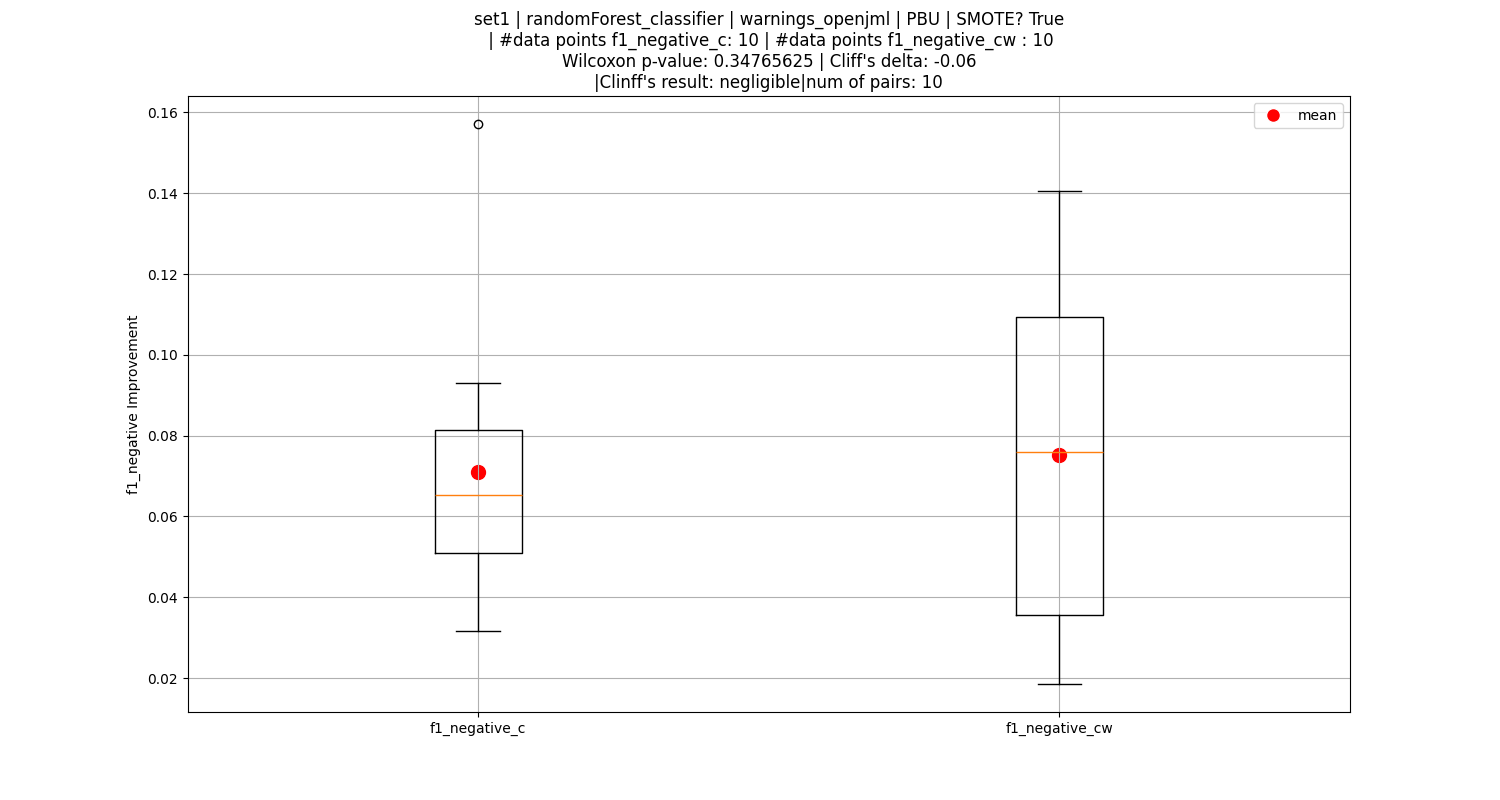 set1 | randomForest_classifier | warnings_openjml | PBU | SMOTE? True
| #data points f1_negative_c: 10 | #data points f1_negative_cw : 10
Wilcoxon p-value: 0.34765625 | Cliff's delta: -0.06
|Clinff's result: negligible|num of pairs: 10
mean
0.16
0.14
0.12
0.10
0.08
0.06
0.04
0.02
f1_negative Improvement
f1_negative_c
f1_negative_cw